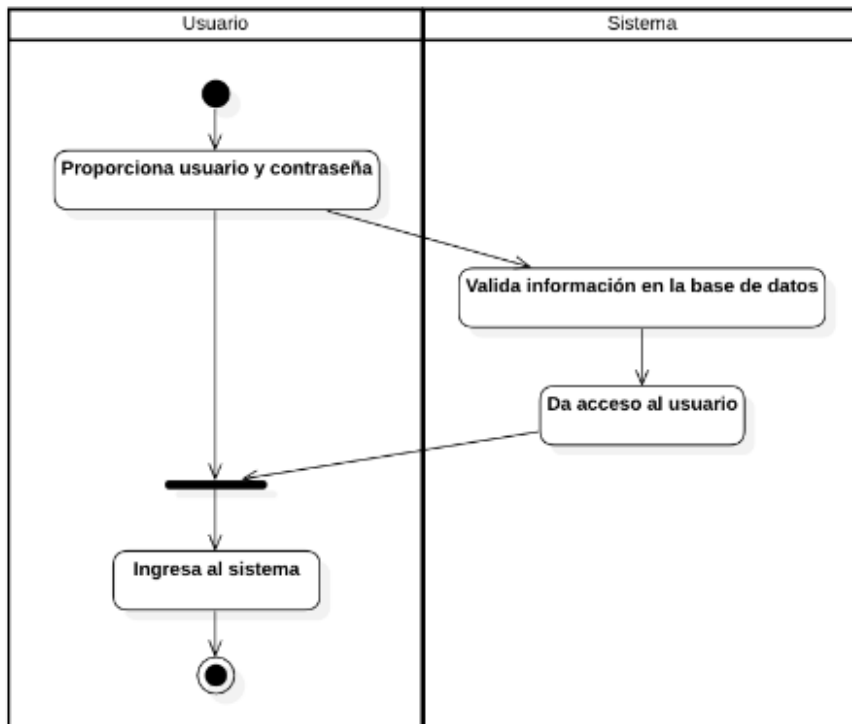 Usuario
Sistema
Proporciona usuario y contraseña
Valida información en la base de datos
Da acceso al usuario
Ingresa al sistema